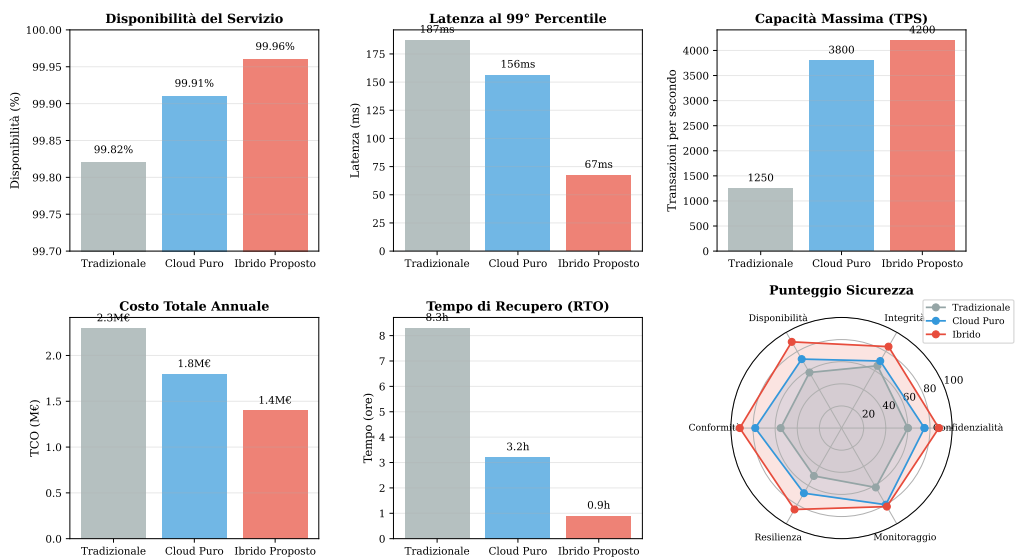 Disponibilità del Servizio
100.00
99.95
99.90
99.85
99.80
99.75
99.70
Disponibilità (%)
99.82%
99.91%
99.96%
Tradizionale
Cloud Puro
Ibrido Proposto
Latenza al 99° Percentile
175
150
125
100
75
50
25
0
Latenza (ms)
187ms
156ms
67ms
Tradizionale
Cloud Puro
Ibrido Proposto
Capacità Massima (TPS)
4000
3500
3000
2500
2000
1500
1000
500
0
Transazioni per secondo
1250
3800
4200
Tradizionale
Cloud Puro
Ibrido Proposto
Costo Totale Annuale
2.0
1.5
1.0
0.5
0.0
TCO (M€)
2.3M€
1.8M€
1.4M€
Tradizionale
Cloud Puro
Ibrido Proposto
Tempo di Recupero (RTO)
8
7
6
5
4
3
2
1
0
Tempo (ore)
8.3h
3.2h
0.9h
Tradizionale
Cloud Puro
Ibrido Proposto
Punteggio Sicurezza
Tradizionale
Cloud Puro
Ibrido
Disponibilità
Integrità
Conformità
Confidenzialità
Resilienza
Monitoraggio
20
40
60
80
100